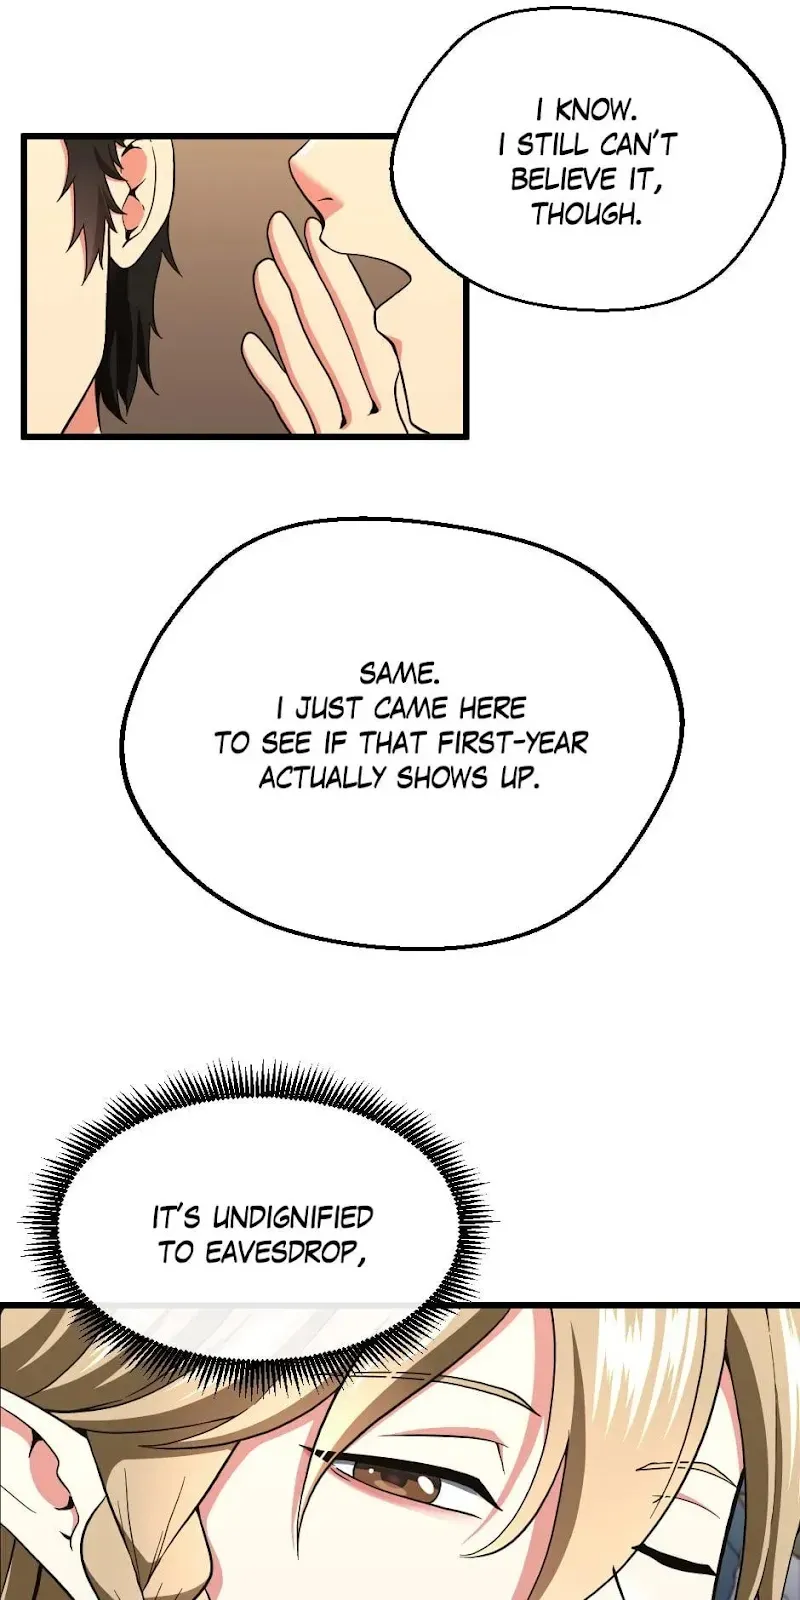 I KNOW.
I STILL CAN'T
BELIEVE IT,
THOUGH.
SAME.
I JUST CAME HERE
TO SEE IF THAT FIRST-YEAR
ACTUALLY SHOWS UP.
IT'S UNDIGNIFIED
TO EAVESDROP,